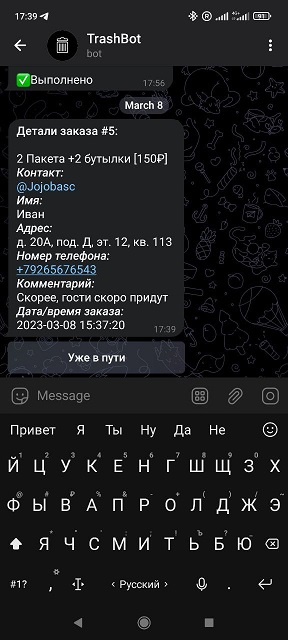 17:39
91
TrashBot
bot
✅Выполнено
17:56
March 8
Детали заказа #5:
2 Пакета +2 бутылки [150₽]
Контакт:
@Jojobasc
Имя:
Иван
Адрес:
д. 20А, под. Д, эт. 12, кв. 113
Номер телефона:
+79265676543
Комментарий:
Скорее, гости скоро придут
Дата/время заказа:
2023-03-08 15:37:20
17:39
Уже в пути
Message
Привет Я Ты Ну Да Не
Й Ц У К Е Н Г Ш Щ З Х
Ф Ы В А П Р О Л Д Ж Э
Я Ч С М И Т Ь Б Ю
#1? , Русский .